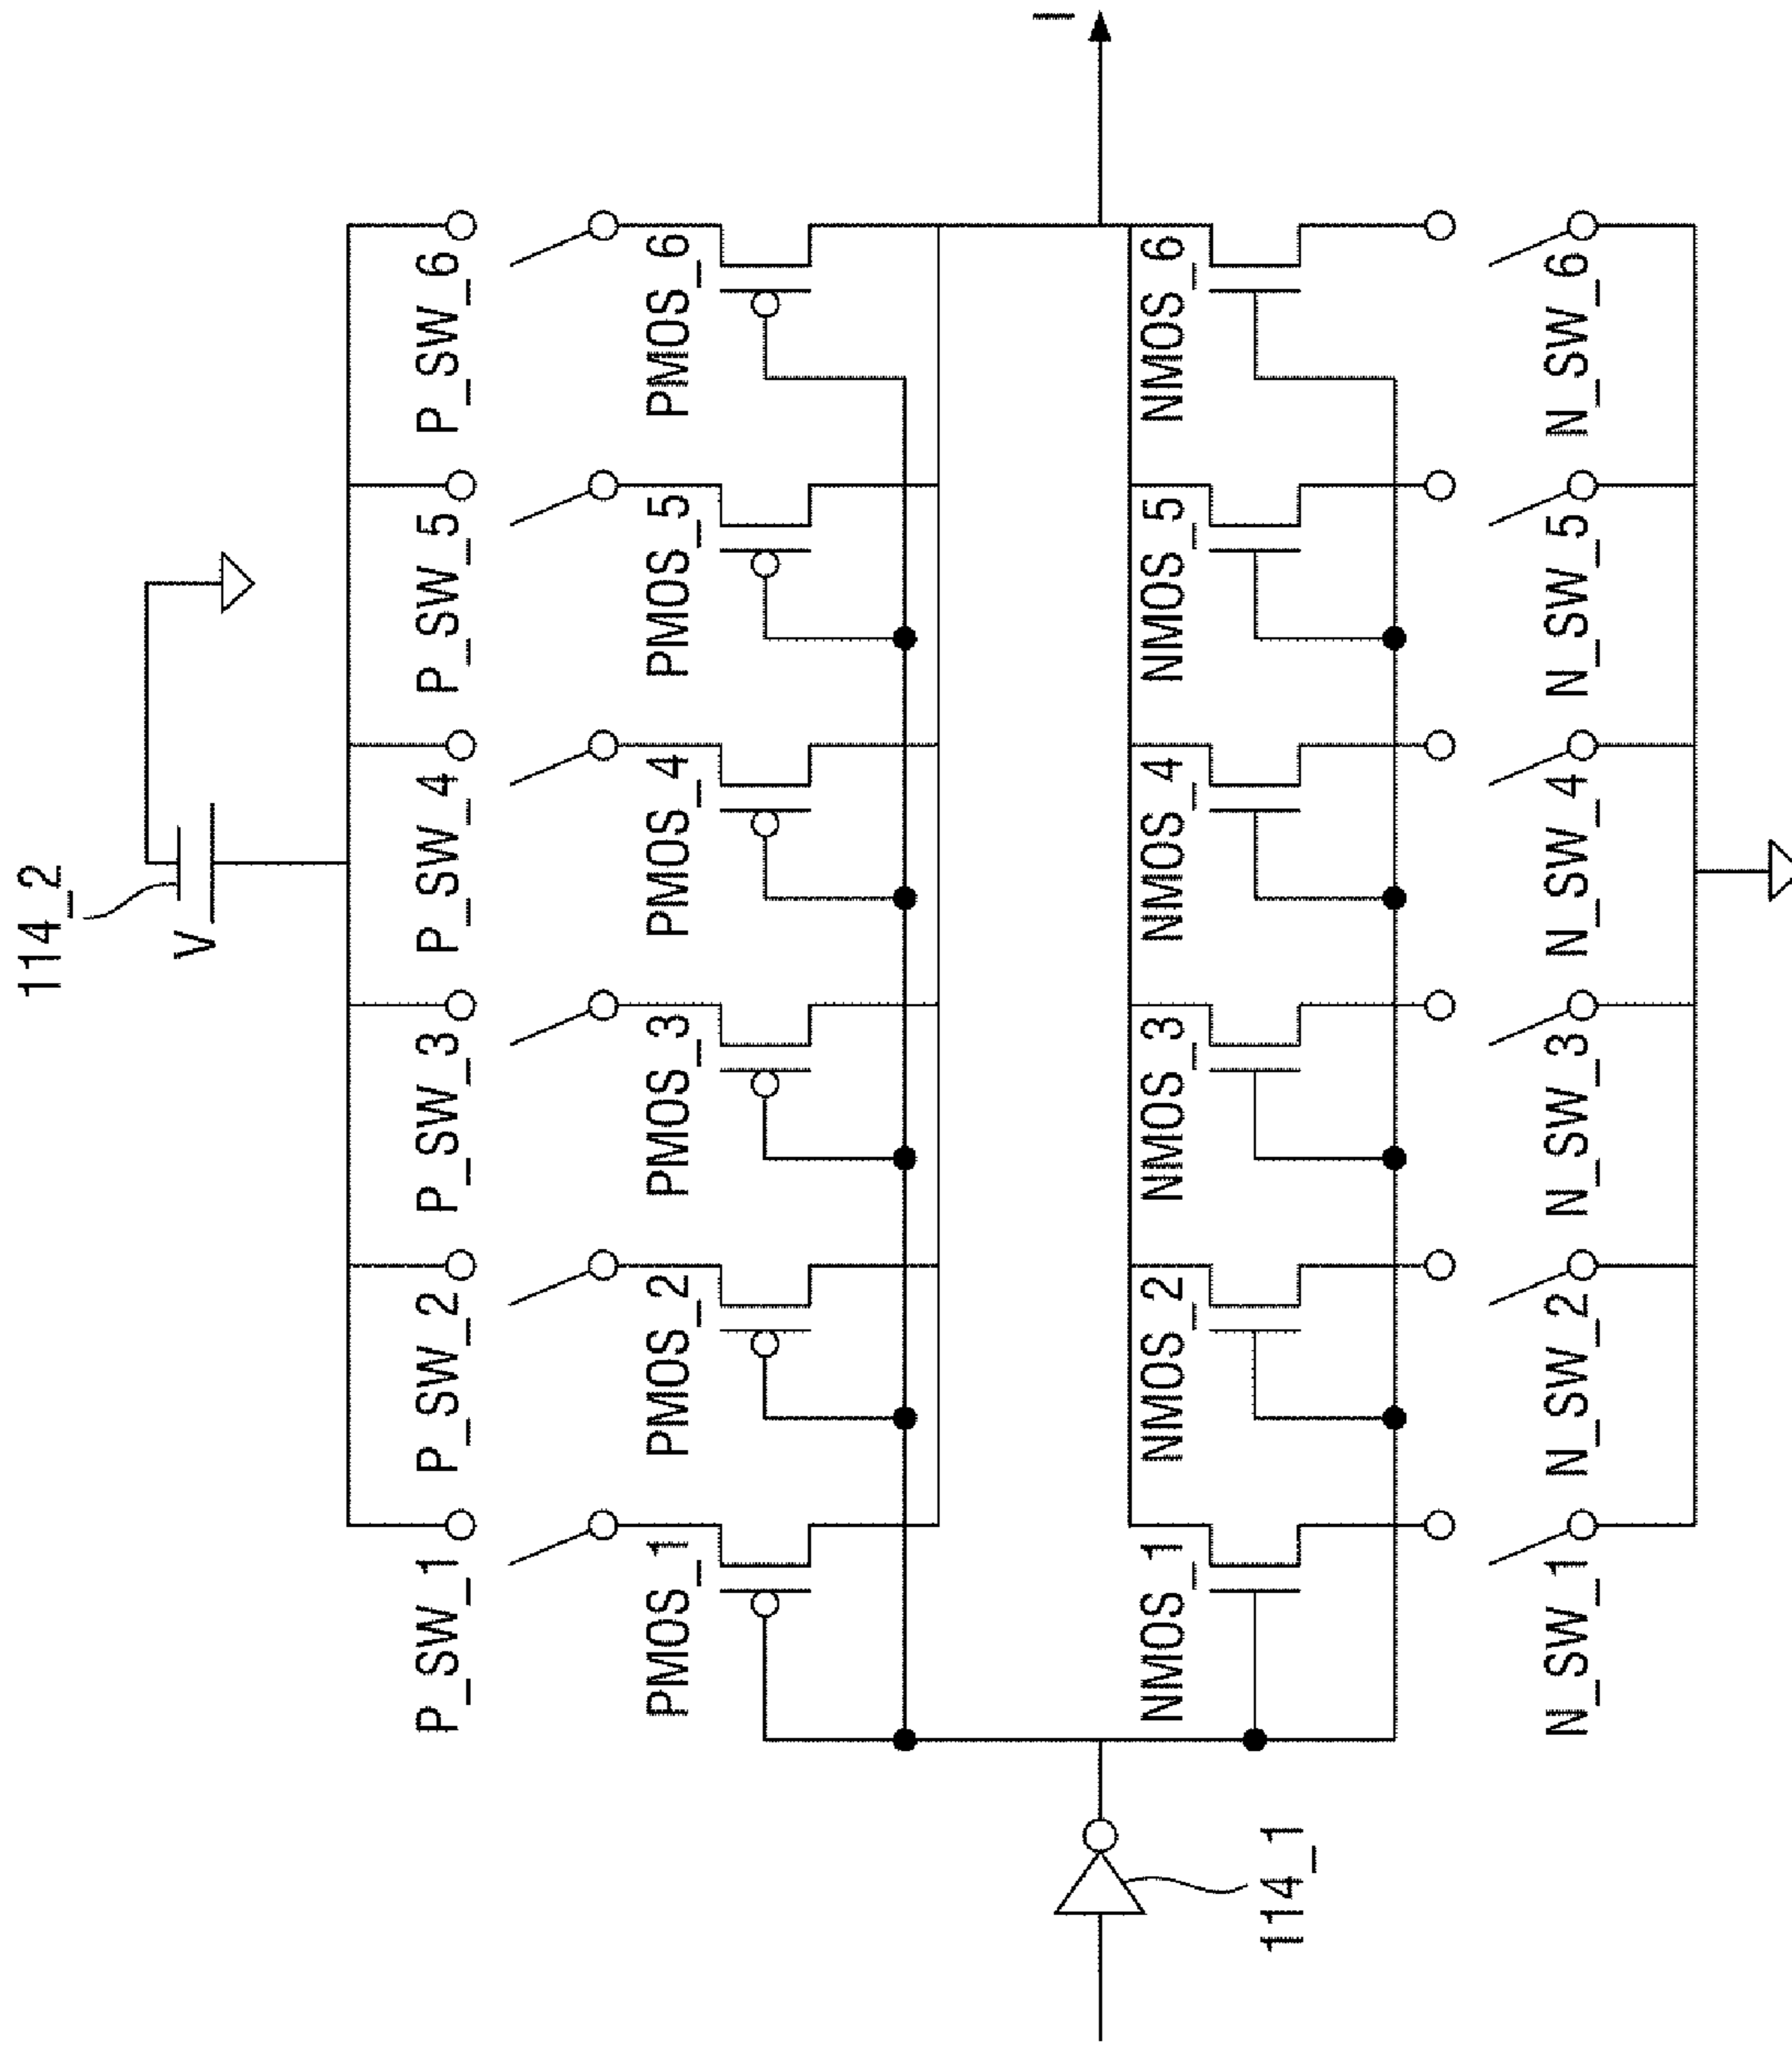 114_2
V
P_SW_1
P_SW_2
P_SW_3
P_SW_4
P_SW_5
P_SW_6
PMOS_1
PMOS_2
PMOS_3
PMOS_4
PMOS_5
PMOS_6
I
NMOS_1
NMOS_2
NMOS_3
NMOS_4
NMOS_5
NMOS_6
114_1
N_SW_1
N_SW_2
N_SW_3
N_SW_4
N_SW_5
N_SW_6